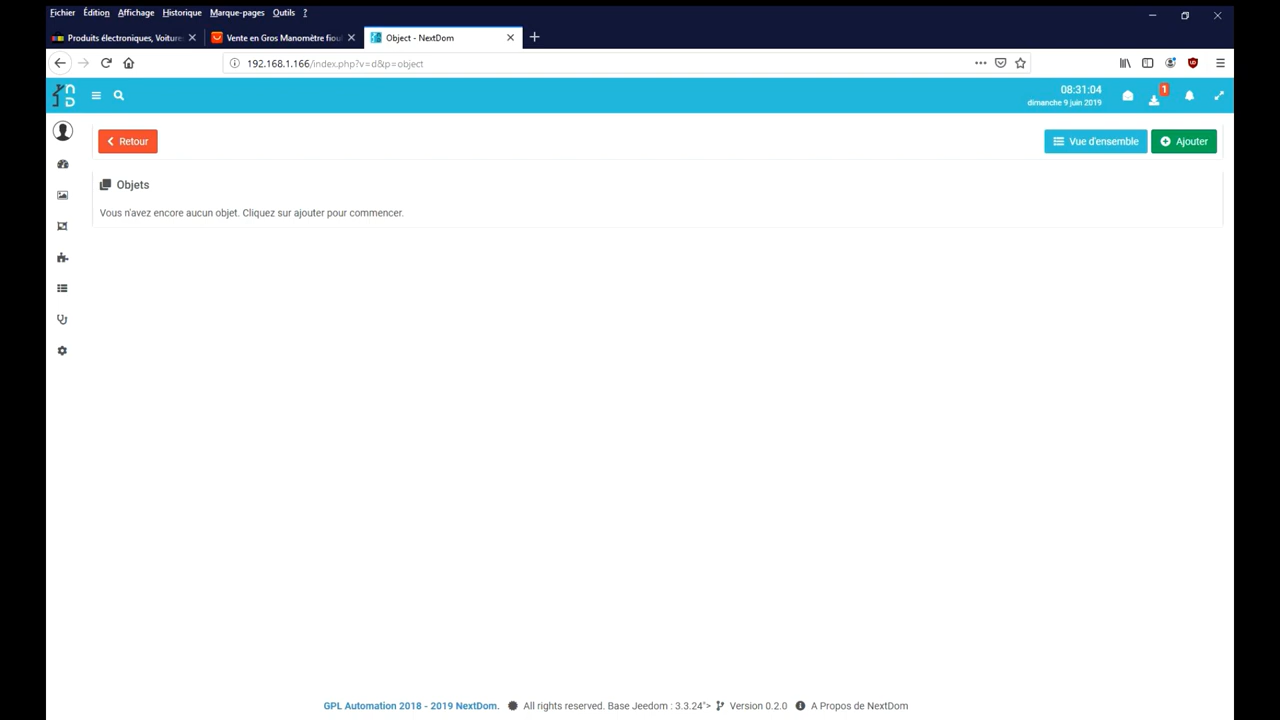 Fichier Édition Affichage Historique Marque-pages Outils ?
Produits électroniques, Voiture
Vente en Gros Manomètre fioul
Object - NextDom
192.168.1.166/index.php?v=d&p=object
08:31:04
dimanche 9 juin 2019
1
Retour
Vue d'ensemble
Ajouter
Objets
Vous n'avez encore aucun objet. Cliquez sur ajouter pour commencer.
GPL Automation 2018 - 2019 NextDom. All rights reserved. Base Jeedom : 3.3.24"> Version 0.2.0 A Propos de NextDom